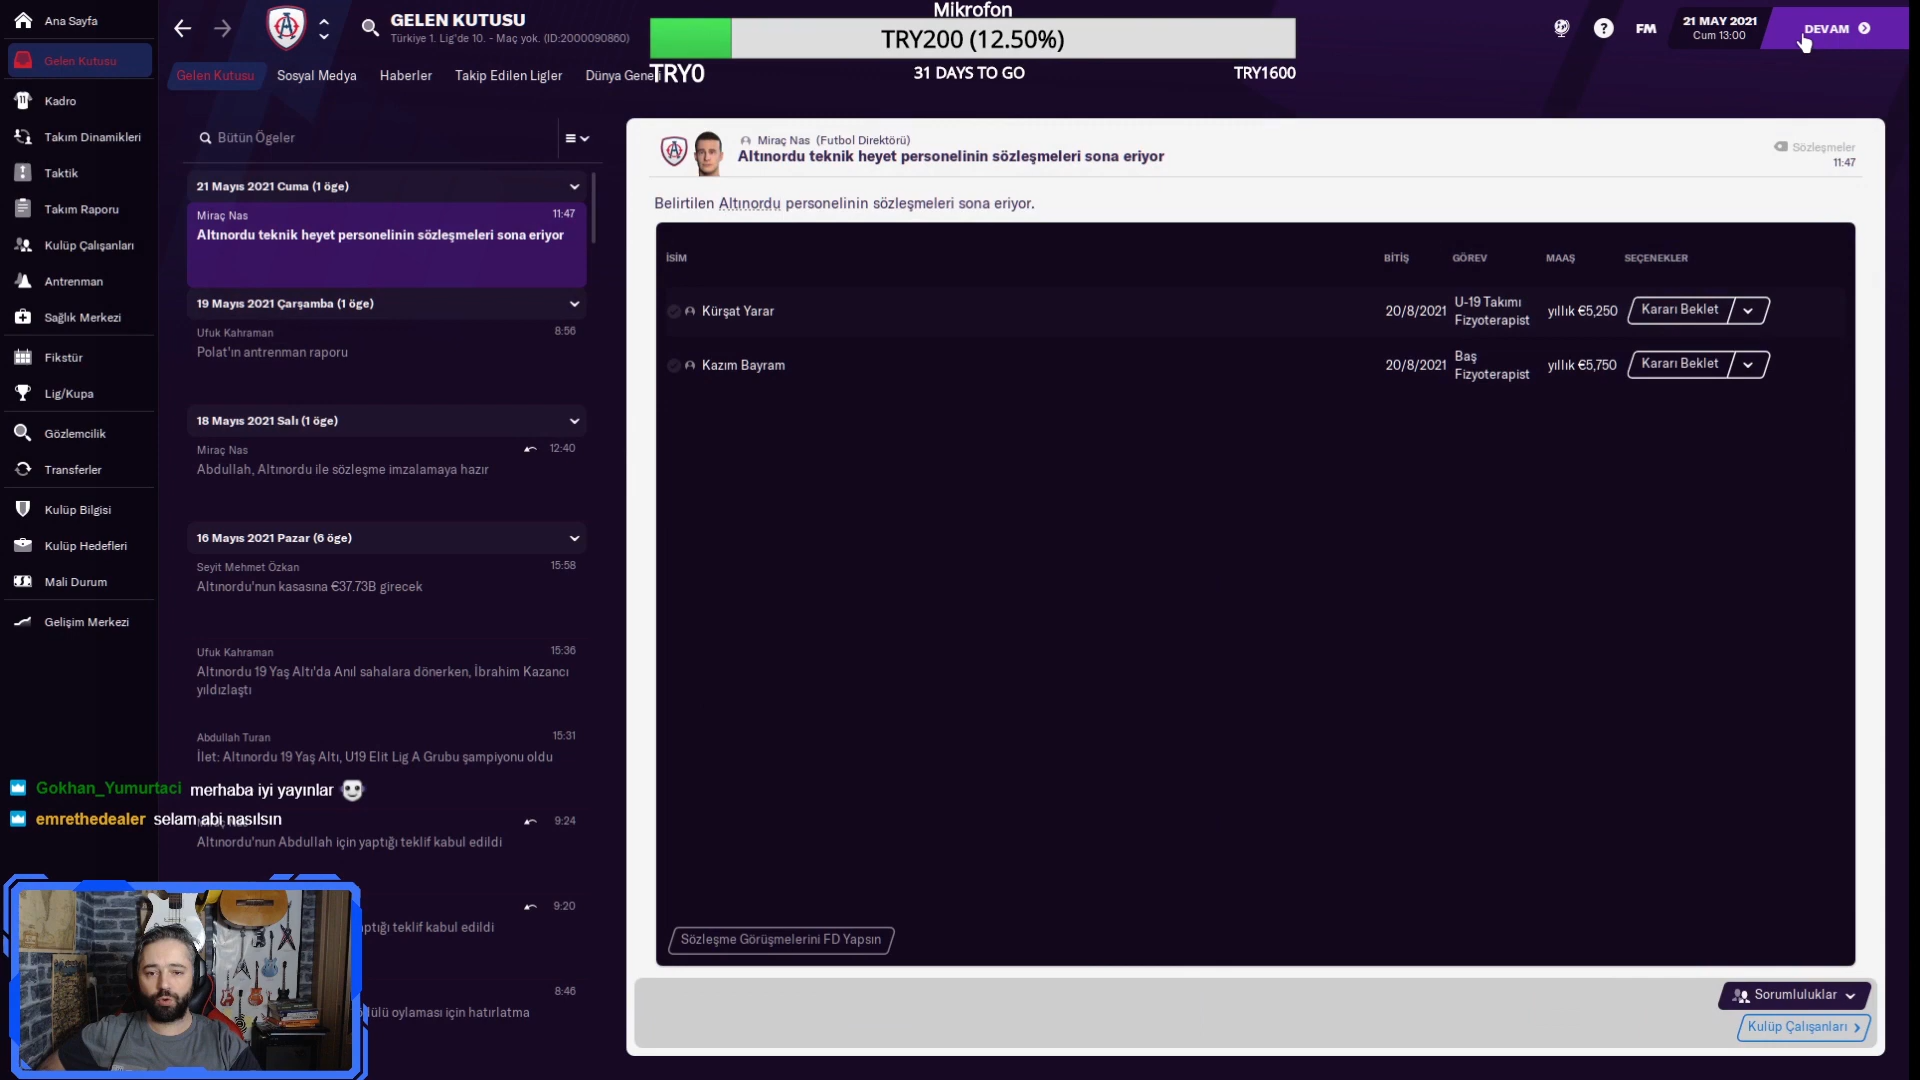 Ana Sayfa
Gelen Kutusu
Kadro
Takım Dinamikleri
Taktik
Takım Raporu
Kulüp Çalışanları
Antrenman
Sağlık Merkezi
Fikstür
Lig/Kupa
Gözlemcilik
Transferler
Kulüp Bilgisi
Kulüp Hedefleri
Mali Durum
Gelişim Merkezi
GELEN KUTUSU
Türkiye 1. Lig'de 10. - Maç yok. (ID:2000090860)
Mikrofon
TRY200 (12.50%)
TRY0
31 DAYS TO GO
TRY1600
FM
21 MAY 2021
Cum 13:00
DEVAM
Gelen Kutusu
Sosyal Medya
Haberler
Takip Edilen Ligler
Dünya Genel
Bütün Ögeler
21 Mayıs 2021 Cuma (1 öge)
Miraç Nas 11:47
Altınordu teknik heyet personelinin sözleşmeleri sona eriyor
19 Mayıs 2021 Çarşamba (1 öge)
Ufuk Kahraman 8:56
Polat'ın antrenman raporu
18 Mayıs 2021 Salı (1 öge)
Miraç Nas 12:40
Abdullah, Altınordu ile sözleşme imzalamaya hazır
16 Mayıs 2021 Pazar (6 öge)
Seyit Mehmet Özkan 15:58
Altınordu'nun kasasına €37.73B girecek
Ufuk Kahraman 15:36
Altınordu 19 Yaş Altı'da Anıl sahalara dönerken, İbrahim Kazancı
yıldızlaştı
Abdullah Turan 15:31
İlet: Altınordu 19 Yaş Altı, U19 Elit Lig A Grubu şampiyonu oldu
Gokhan_Yumurtaci merhaba iyi yayınlar
emrethedealer selam abi nasılsın
9:24
Altınordu'nun Abdullah için yaptığı teklif kabul edildi
9:20
teklif kabul edildi
8:46
oylaması için hatırlatma
Miraç Nas (Futbol Direktörü)
Altınordu teknik heyet personelinin sözleşmeleri sona eriyor
Sözleşmeler
11:47
Belirtilen Altınordu personelinin sözleşmeleri sona eriyor.
İSİM BİTİŞ GÖREV MAAŞ SEÇENEKLER
Kürşat Yarar 20/8/2021 U-19 Takımı Fizyoterapist yıllık €5,250 Kararı Beklet
Kazım Bayram 20/8/2021 Baş Fizyoterapist yıllık €5,750 Kararı Beklet
Sözleşme Görüşmelerini FD Yapsın
Sorumluluklar
Kulüp Çalışanları